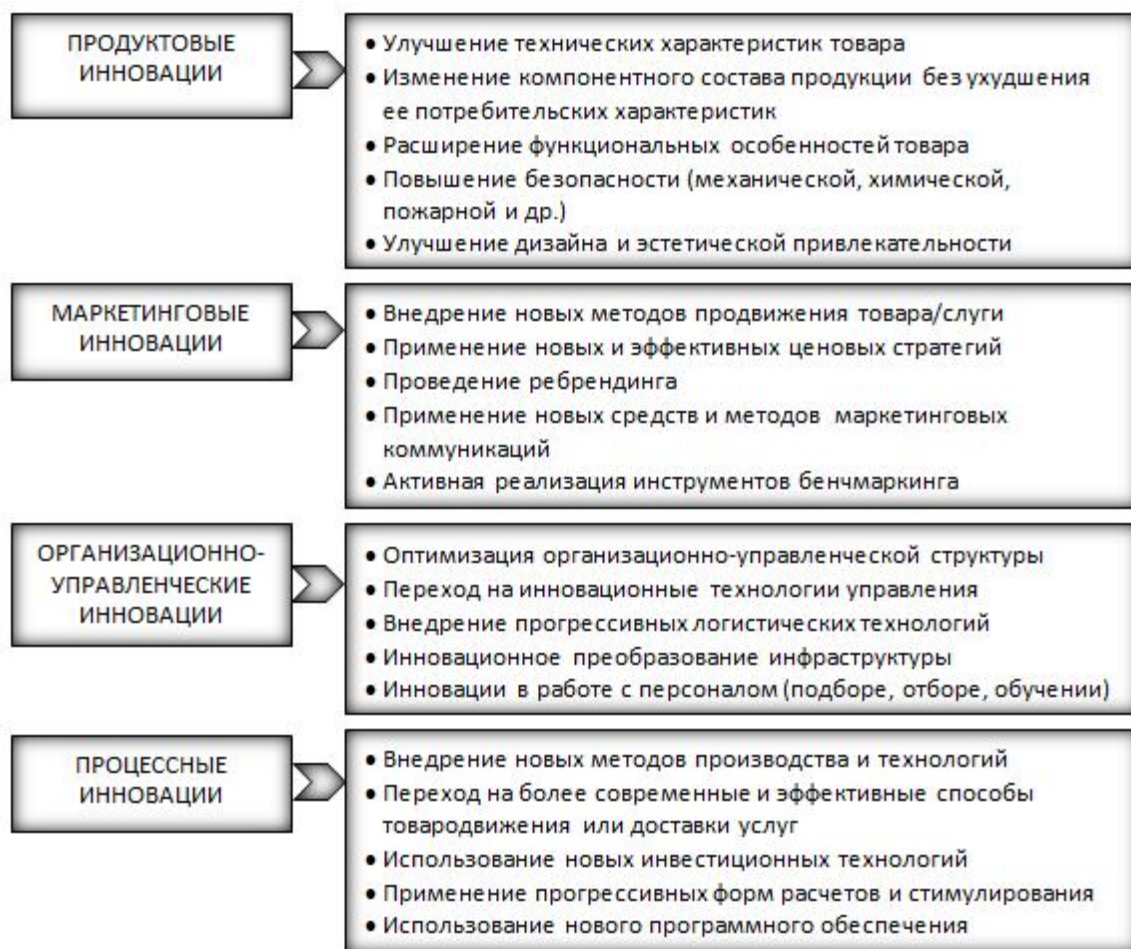 ПРОДУКТОВЫЕ
ИННОВАЦИИ
• Улучшение технических характеристик товара
• Изменение компонентного состава продукции без ухудшения
ее потребительских характеристик
• Расширение функциональных особенностей товара
• Повышение безопасности (механической, химической,
пожарной и др.)
• Улучшение дизайна и эстетической привлекательности
МАРКЕТИНГОВЫЕ
ИННОВАЦИИ
• Внедрение новых методов продвижения товара/слуги
• Применение новых и эффективных ценовых стратегий
• Проведение ребрендинга
• Применение новых средств и методов маркетинговых
коммуникаций
• Активная реализация инструментов бенчмаркинга
ОРГАНИЗАЦИОННО-
УПРАВЛЕНЧЕСКИЕ
ИННОВАЦИИ
• Оптимизация организационно-управленческой структуры
• Переход на инновационные технологии управления
• Внедрение прогрессивных логистических технологий
• Инновационное преобразование инфраструктуры
• Инновации в работе с персоналом (подборе, отборе, обучении)
ПРОЦЕССНЫЕ
ИННОВАЦИИ
• Внедрение новых методов производства и технологий
• Переход на более современные и эффективные способы
товародвижения или доставки услуг
• Использование новых инвестиционных технологий
• Применение прогрессивных форм расчетов и стимулирования
• Использование нового программного обеспечения